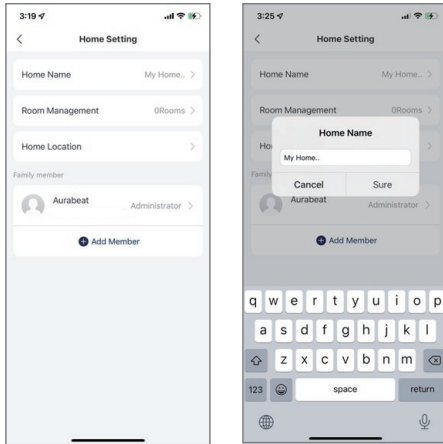 3:19
Home Setting
Home Name
My Home.. >
Room Management
0Rooms >
Home Location
>
Family member
Aurabeat
Administrator >
Add Member
3:25
Home Setting
Home Name
My Home.. >
Room Management
0Rooms >
Home Name
Ho
My Home..
Family
Cancel
Sure
Aurabeat
Administrator >
Add Member
q w e r t y u i o p
a s d f g h j k l
z x c v b n m
123
space
return